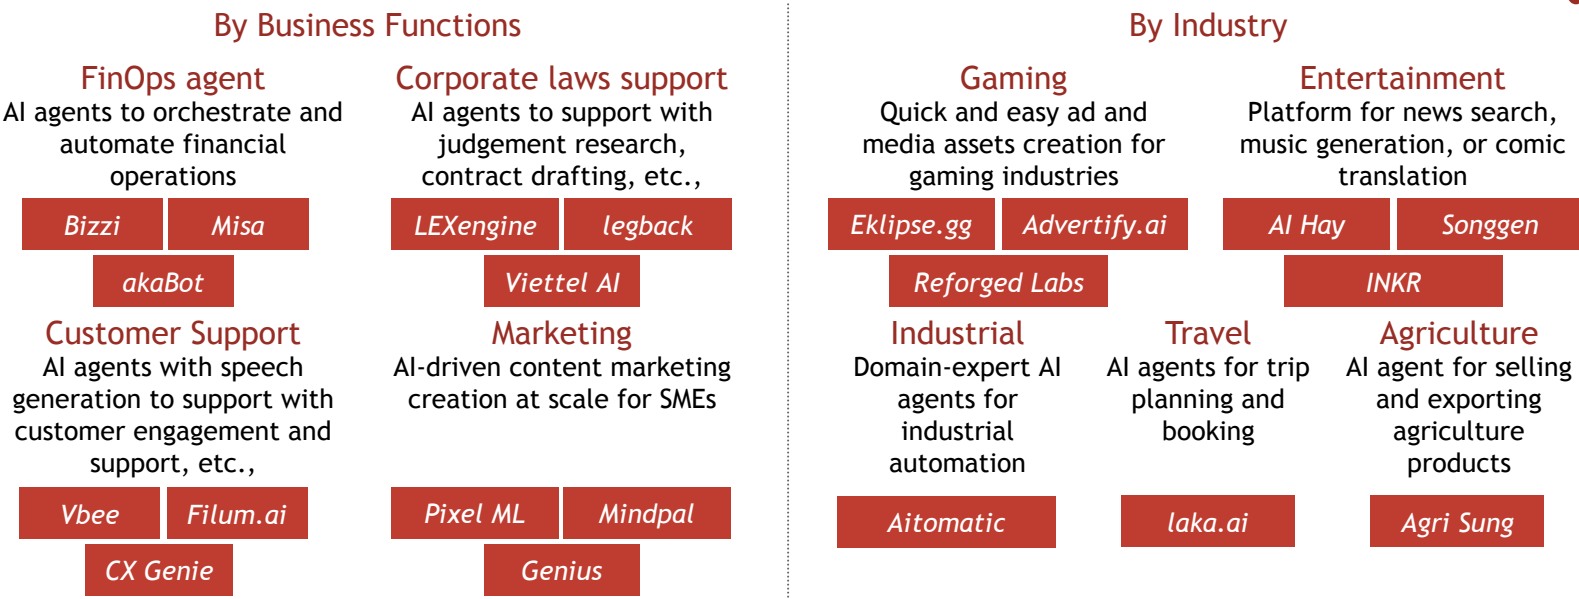 By Business Functions
FinOps agent
AI agents to orchestrate and
automate financial
operations
Bizzi
Misa
akaBot
Corporate laws support
AI agents to support with
judgement research,
contract drafting, etc.,
LEXengine
legback
Viettel AI
Customer Support
AI agents with speech
generation to support with
customer engagement and
support, etc.,
Vbee
Filum.ai
CX Genie
Marketing
AI-driven content marketing
creation at scale for SMEs
Pixel ML
Mindpal
Genius
By Industry
Gaming
Quick and easy ad and
media assets creation for
gaming industries
Eklipse.gg
Advertify.ai
Reforged Labs
Entertainment
Platform for news search,
music generation, or comic
translation
AI Hay
Songgen
INKR
Industrial
Domain-expert AI
agents for
industrial
automation
Aitomatic
Travel
AI agents for trip
planning and
booking
laka.ai
Agriculture
AI agent for selling
and exporting
agriculture
products
Agri Sung